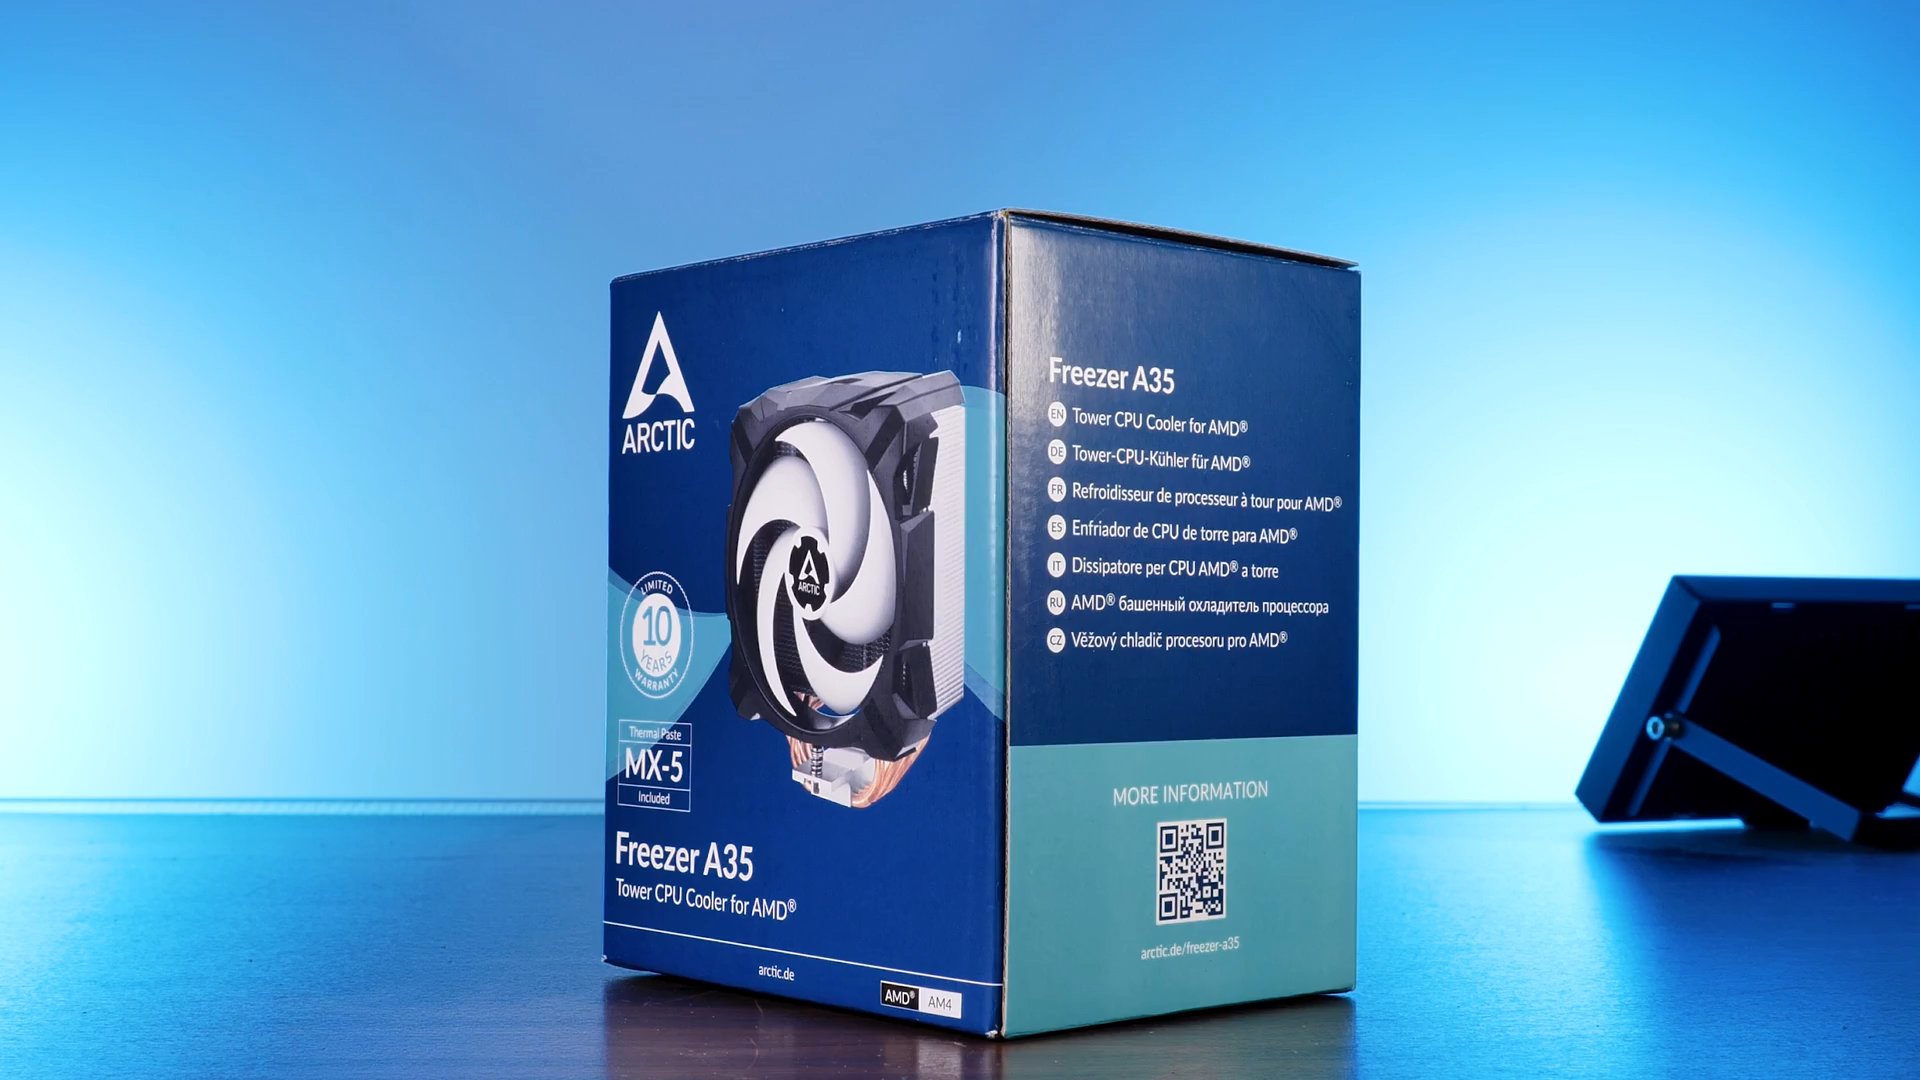 ARCTIC
ARCTIC
LIMITED
10
YEARS
WARRANTY
Thermal Paste
MX-5
Included
Freezer A35
Tower CPU Cooler for AMD®
arctic.de
AMD® AM4
Freezer A35
EN Tower CPU Cooler for AMD®
DE Tower-CPU-Kühler für AMD®
FR Refroidisseur de processeur à tour pour AMD®
ES Enfriador de CPU de torre para AMD®
IT Dissipatore per CPU AMD® a torre
RU AMD® башенный охладитель процессора
CZ Věžový chladič procesoru pro AMD®
MORE INFORMATION
arctic.de/freezer-a35